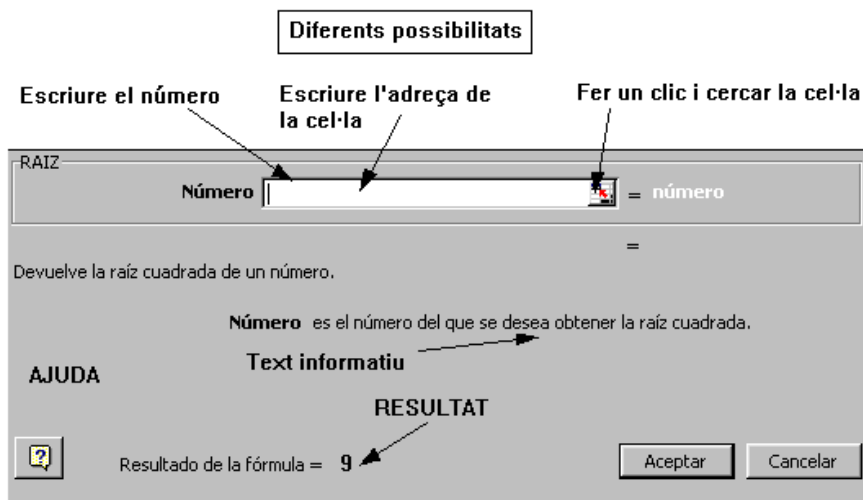 Diferents possibilitats
Escriure el número
Escriure l'adreça de
la cel·la
Fer un clic i cercar la cel·la
RAIZ
Número = número
=
Devuelve la raíz cuadrada de un número.
Número es el número del que se desea obtener la raíz cuadrada.
Text informatiu
AJUDA
RESULTAT
Resultado de la fórmula = 9
Aceptar
Cancelar